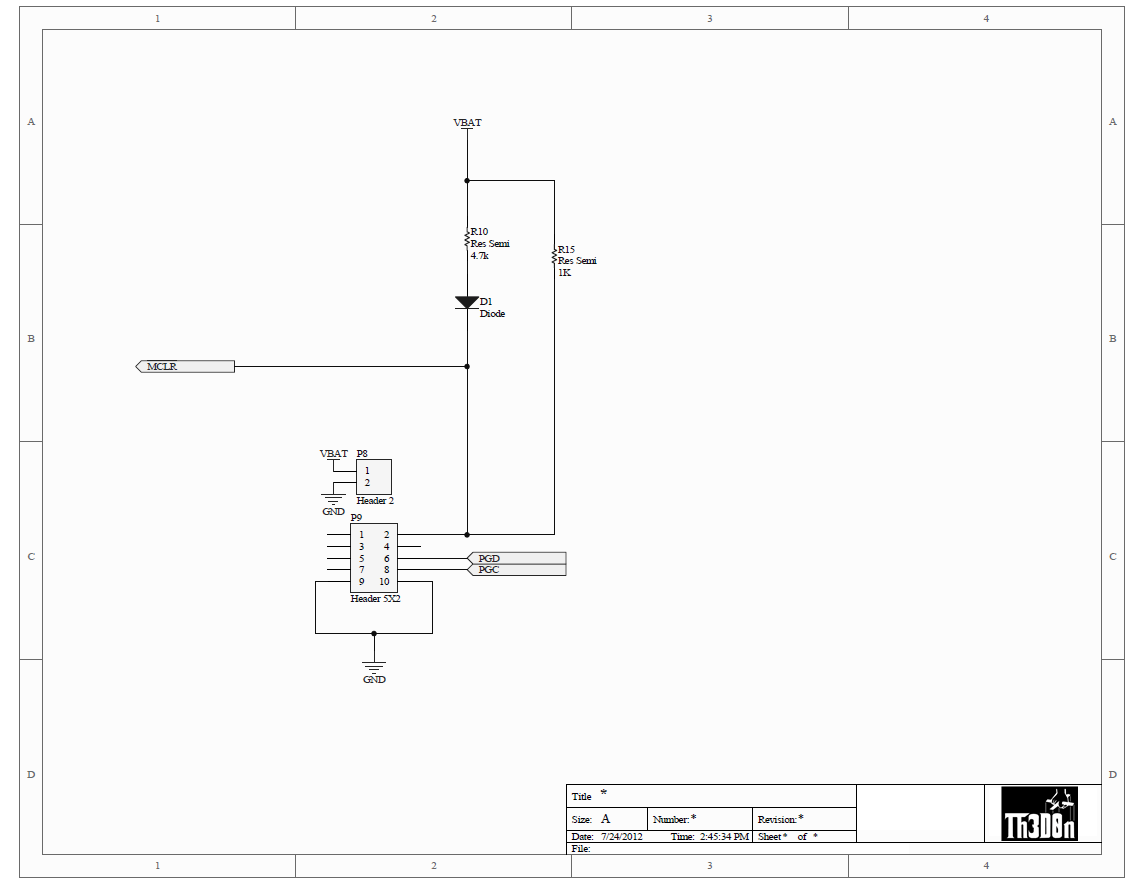 1 2 3 4
A A
VBAT
R10
Res Semi
4.7k
R15
Res Semi
1K
D1
Diode
B B
MCLR
VBAT P8
1
2
Header 2
GND
P9
1 2
3 4
5 6
7 8
9 10
Header 5X2
PGD
PGC
C C
GND
D D
Title *
Size: A Number:* Revision:*
Date: 7/24/2012 Time: 2:45:34 PM Sheet* of *
File:
Th3D0n
1 2 3 4